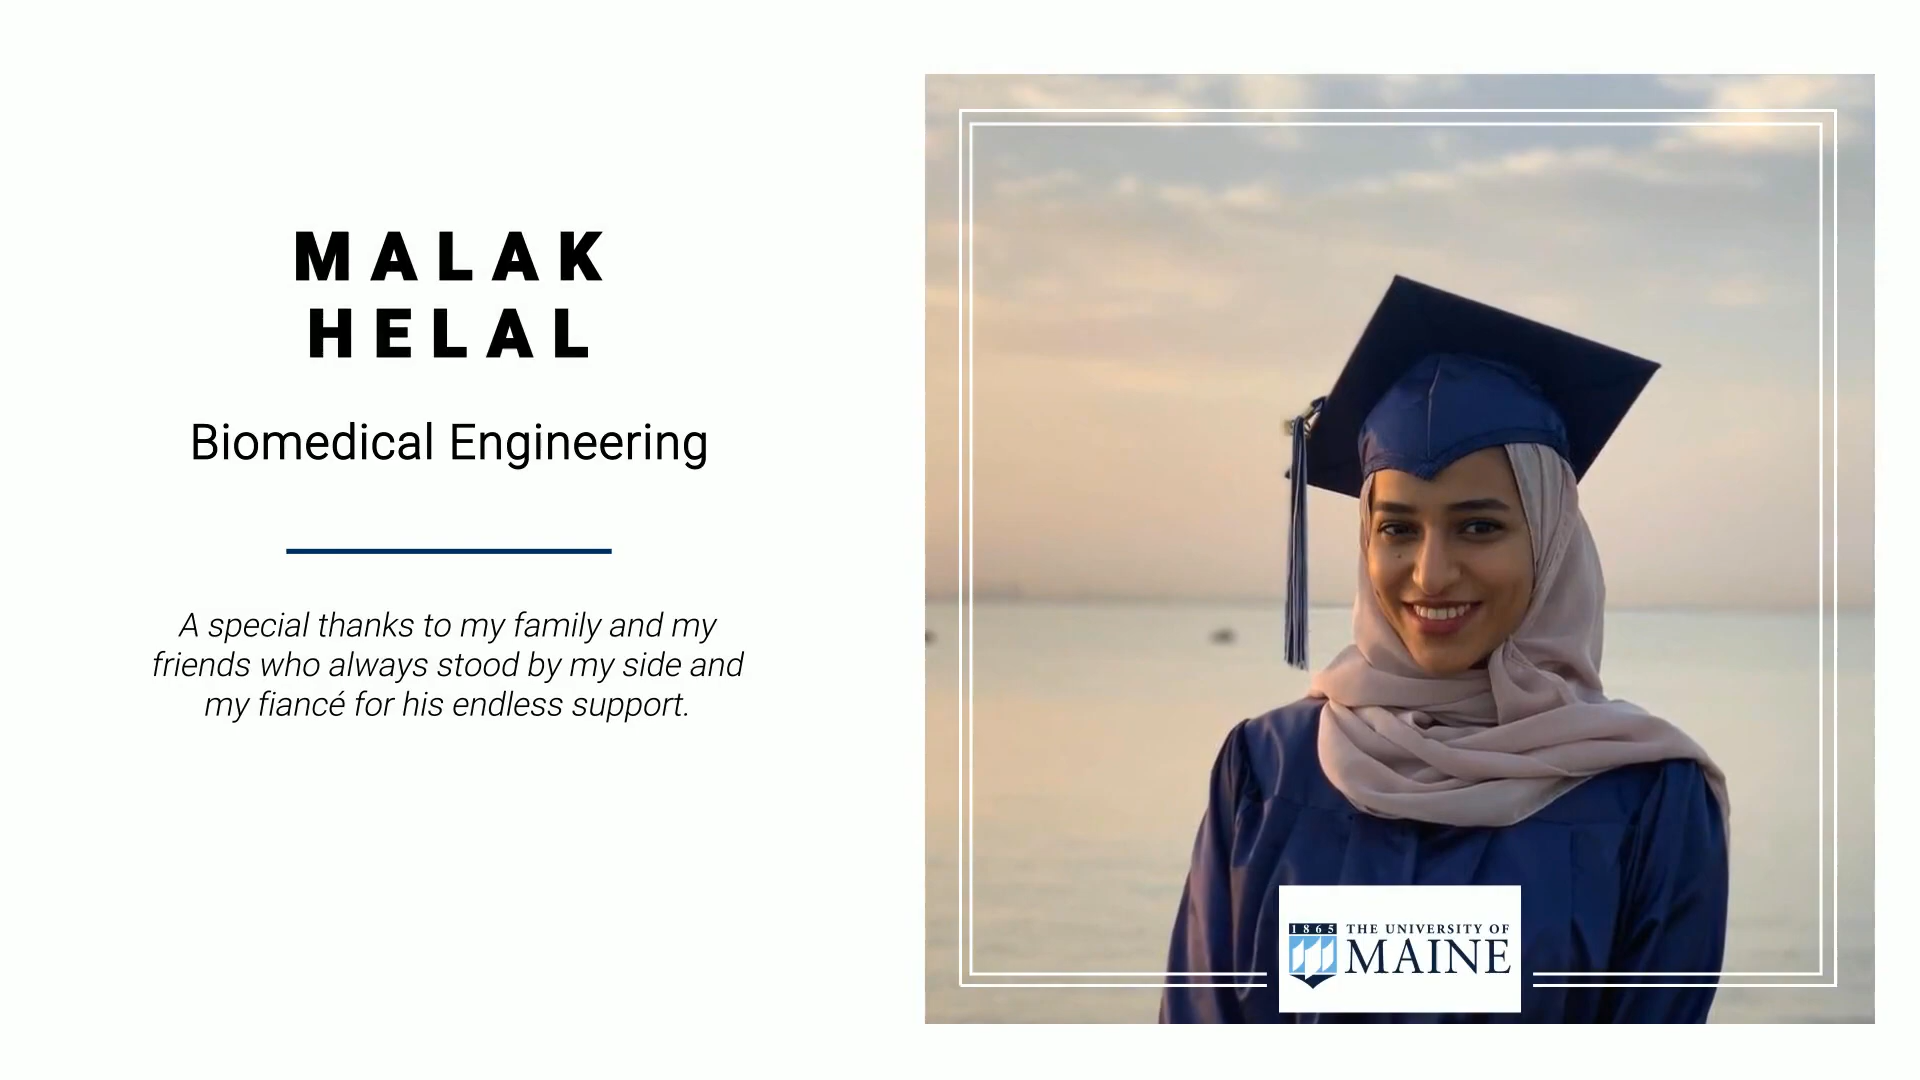 MALAK
HELAL
Biomedical Engineering
A special thanks to my family and my
friends who always stood by my side and
my fiancé for his endless support.
1865
THE UNIVERSITY OF
MAINE